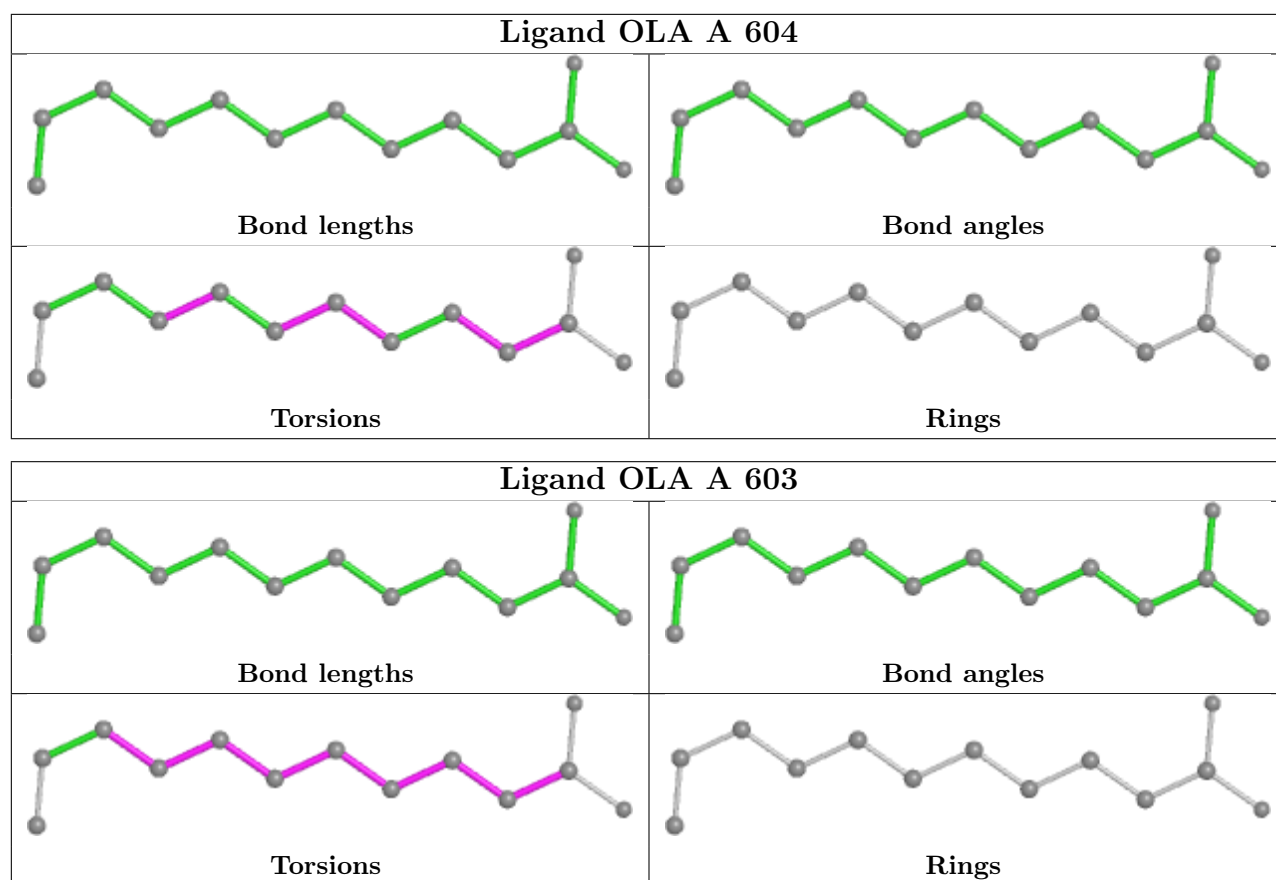 Ligand OLA A 604
Bond lengths
Bond angles
Torsions
Rings
Ligand OLA A 603
Bond lengths
Bond angles
Torsions
Rings